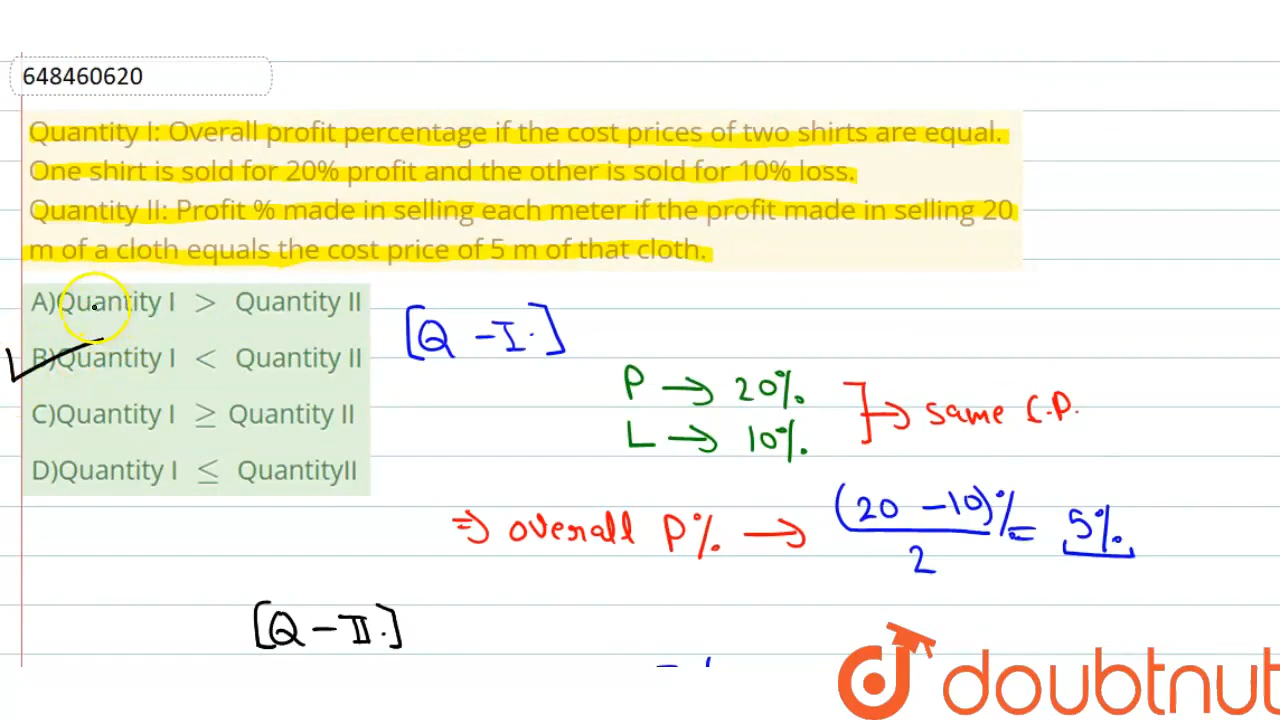 648460620
Quantity I: Overall profit percentage if the cost prices of two shirts are equal.
One shirt is sold for 20% profit and the other is sold for 10% loss.
Quantity II: Profit % made in selling each meter if the profit made in selling 20
m of a cloth equals the cost price of 5 m of that cloth.
A)Quantity I > Quantity II
B)Quantity I < Quantity II
C)Quantity I ≥ Quantity II
D)Quantity I ≤ QuantityII
[Q – I.]
P → 20%.
L → 10%.
→ same C.P.
⇒ overall P% → (20 – 10)% / 2 = 5%.
[Q – II.]
doubtnut